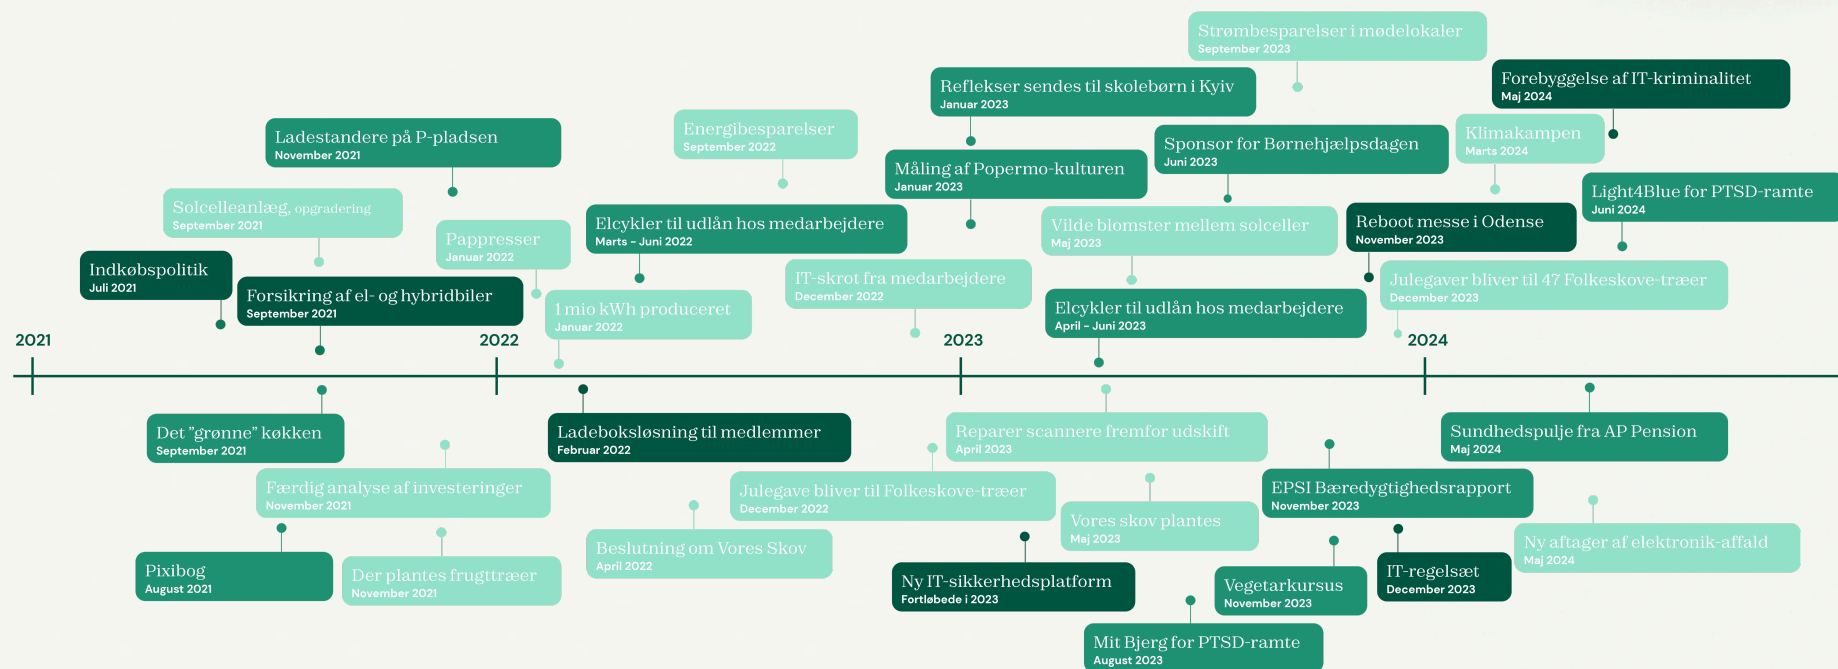 Strømbesparelser i mødelokaler
September 2023
Reflekser sendes til skolebørn i Kyiv
Januar 2023
Forebyggelse af IT-kriminalitet
Maj 2024
Ladestandere på P-pladsen
November 2021
Energibesparelser
September 2022
Måling af Popermo-kulturen
Januar 2023
Sponsor for Børnehjælpsdagen
Juni 2023
Klimakampen
Marts 2024
Solcelleanlæg, opgradering
September 2021
Pappresser
Januar 2022
Elcykler til udlån hos medarbejdere
Marts - Juni 2022
Vilde blomster mellem solceller
Maj 2023
Reboot messe i Odense
November 2023
Light4Blue for PTSD-ramte
Juni 2024
Indkøbspolitik
Juli 2021
Forsikring af el- og hybridbiler
September 2021
1 mio kWh produceret
Januar 2022
IT-skrot fra medarbejdere
December 2022
Elcykler til udlån hos medarbejdere
April - Juni 2023
Julegaver bliver til 47 Folkeskove-træer
December 2023
2021
2022
2023
2024
Det ”grønne” køkken
September 2021
Ladeboksløsning til medlemmer
Februar 2022
Reparer scannere fremfor udskift
April 2023
Sundhedspulje fra AP Pension
Maj 2024
Færdig analyse af investeringer
November 2021
Julegave bliver til Folkeskove-træer
December 2022
Vores skov plantes
Maj 2023
EPSI Bæredygtighedsrapport
November 2023
Pixibog
August 2021
Der plantes frugttræer
November 2021
Beslutning om Vores Skov
April 2022
Ny IT-sikkerhedsplatform
Fortløbede i 2023
Vegetarkursus
November 2023
IT-regelsæt
December 2023
Ny aftager af elektronik-affald
Maj 2024
Mit Bjerg for PTSD-ramte
August 2023